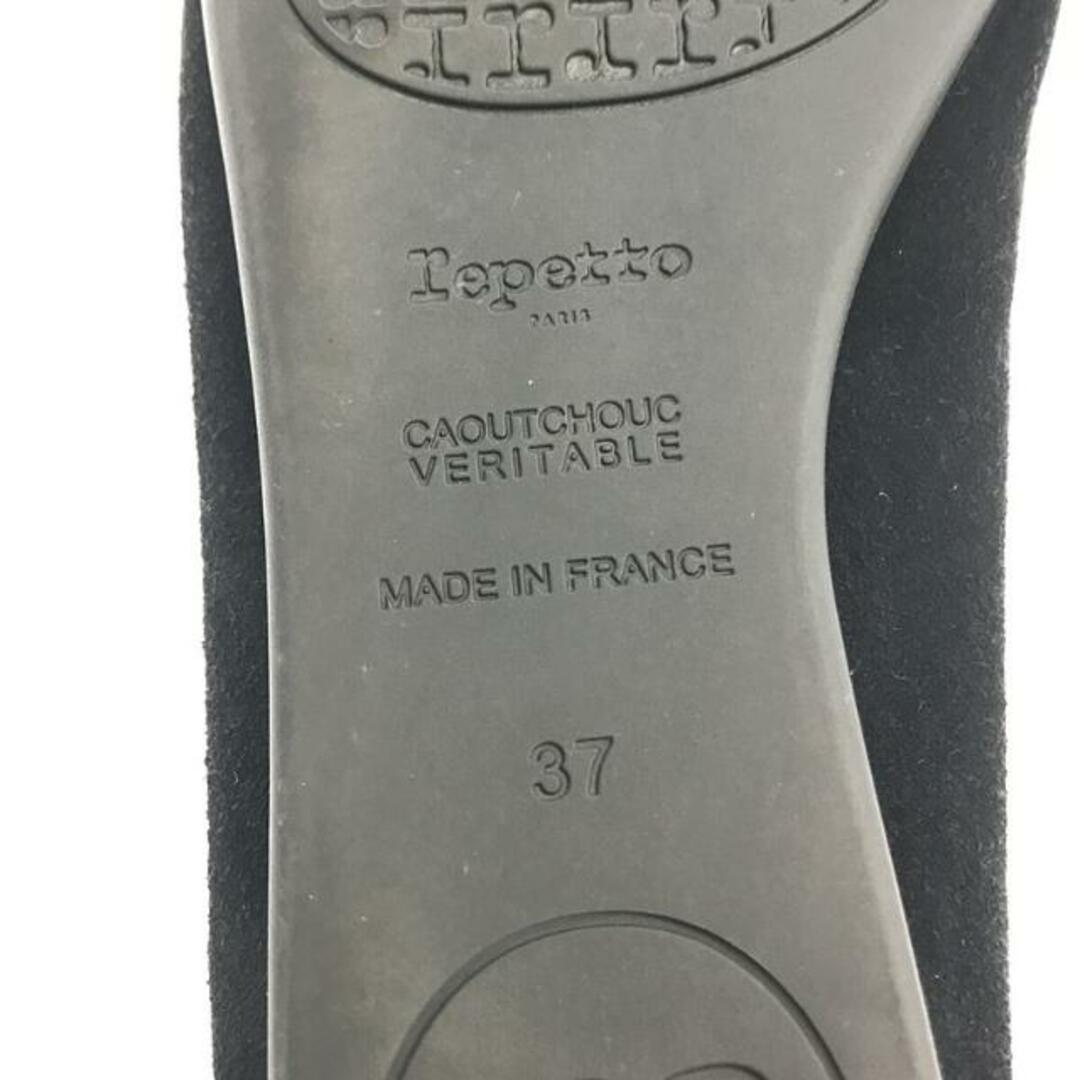 repetto
PARIS
CAOUTCHOUC
VERITABLE
MADE IN FRANCE
37